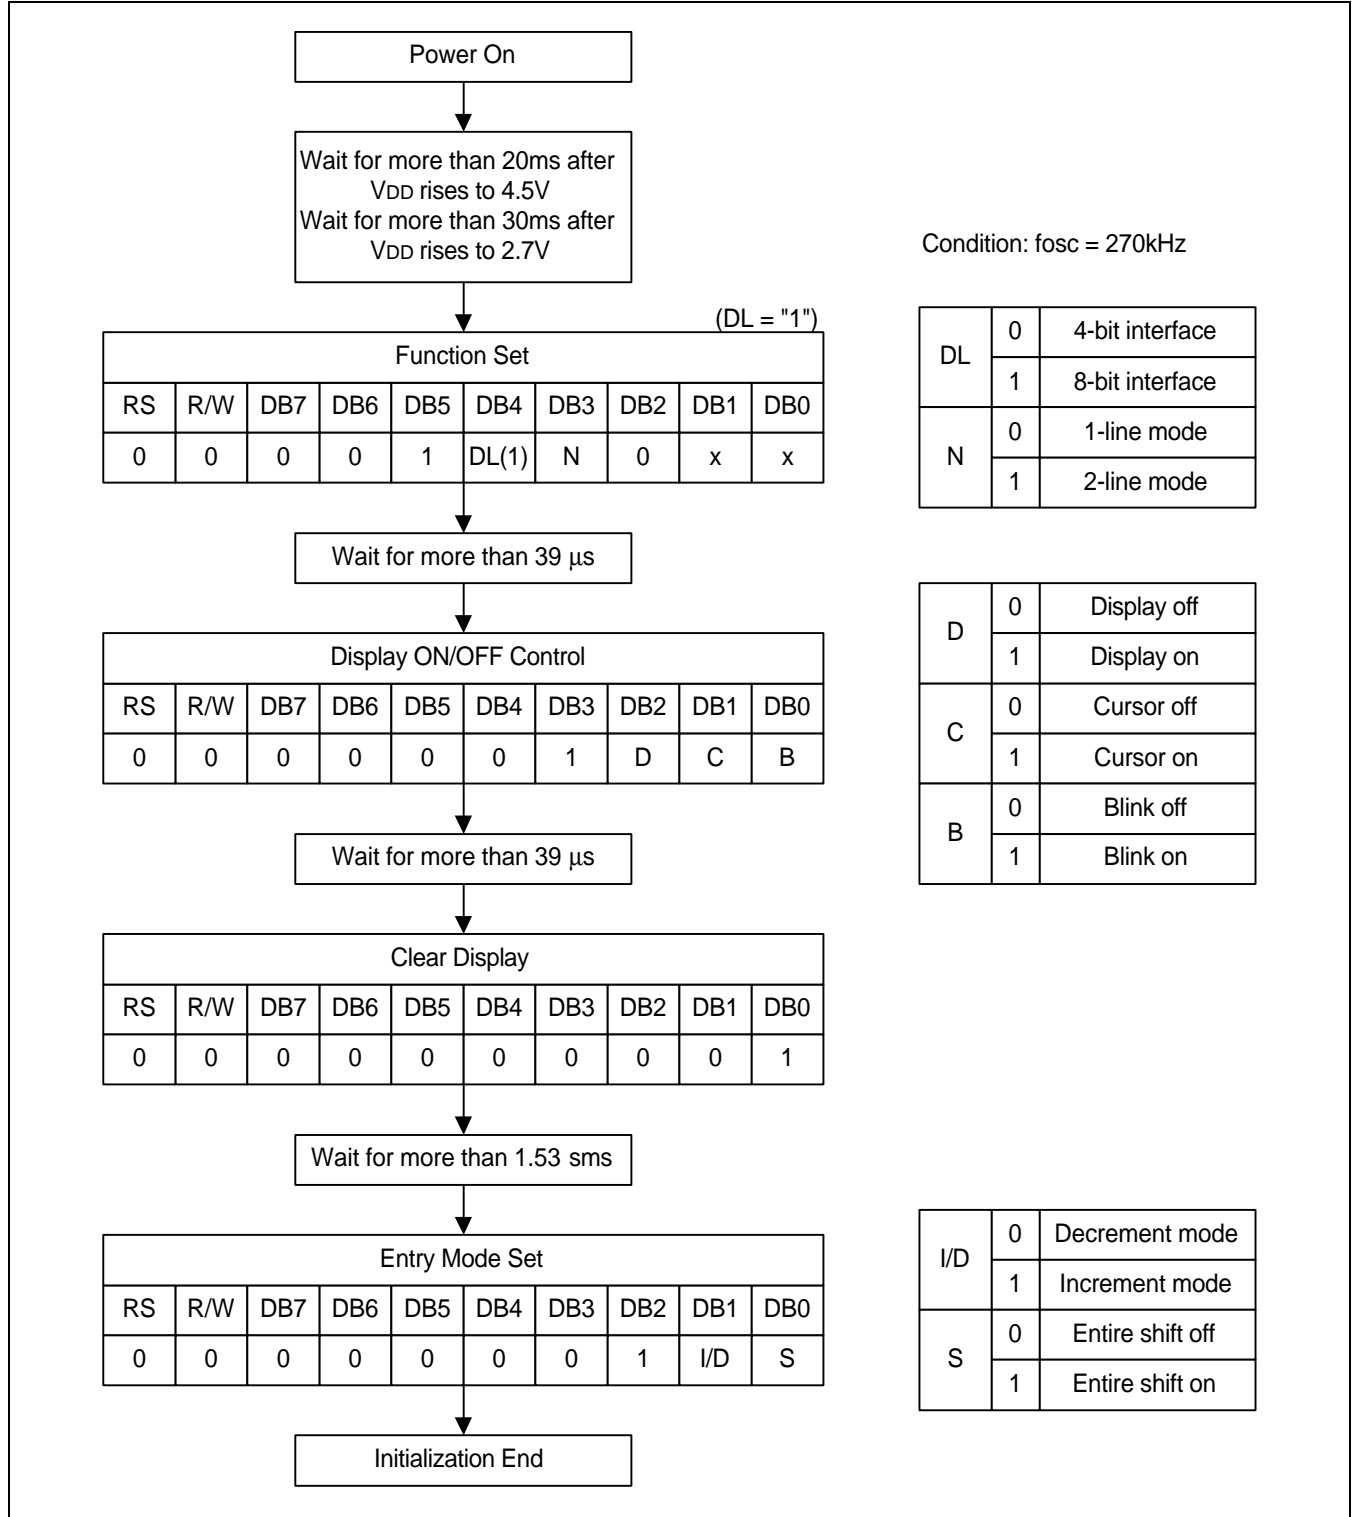 Power On
Wait for more than 20ms after
VDD rises to 4.5V
Wait for more than 30ms after
VDD rises to 2.7V
Condition: fosc = 270kHz
(DL = "1")
Function Set
RS R/W DB7 DB6 DB5 DB4 DB3 DB2 DB1 DB0
0 0 0 0 1 DL(1) N 0 x x
DL 0 4-bit interface
1 8-bit interface
N 0 1-line mode
1 2-line mode
Wait for more than 39 μs
Display ON/OFF Control
RS R/W DB7 DB6 DB5 DB4 DB3 DB2 DB1 DB0
0 0 0 0 0 0 1 D C B
D 0 Display off
1 Display on
C 0 Cursor off
1 Cursor on
B 0 Blink off
1 Blink on
Wait for more than 39 μs
Clear Display
RS R/W DB7 DB6 DB5 DB4 DB3 DB2 DB1 DB0
0 0 0 0 0 0 0 0 0 1
Wait for more than 1.53 sms
Entry Mode Set
RS R/W DB7 DB6 DB5 DB4 DB3 DB2 DB1 DB0
0 0 0 0 0 0 0 1 I/D S
I/D 0 Decrement mode
1 Increment mode
S 0 Entire shift off
1 Entire shift on
Initialization End